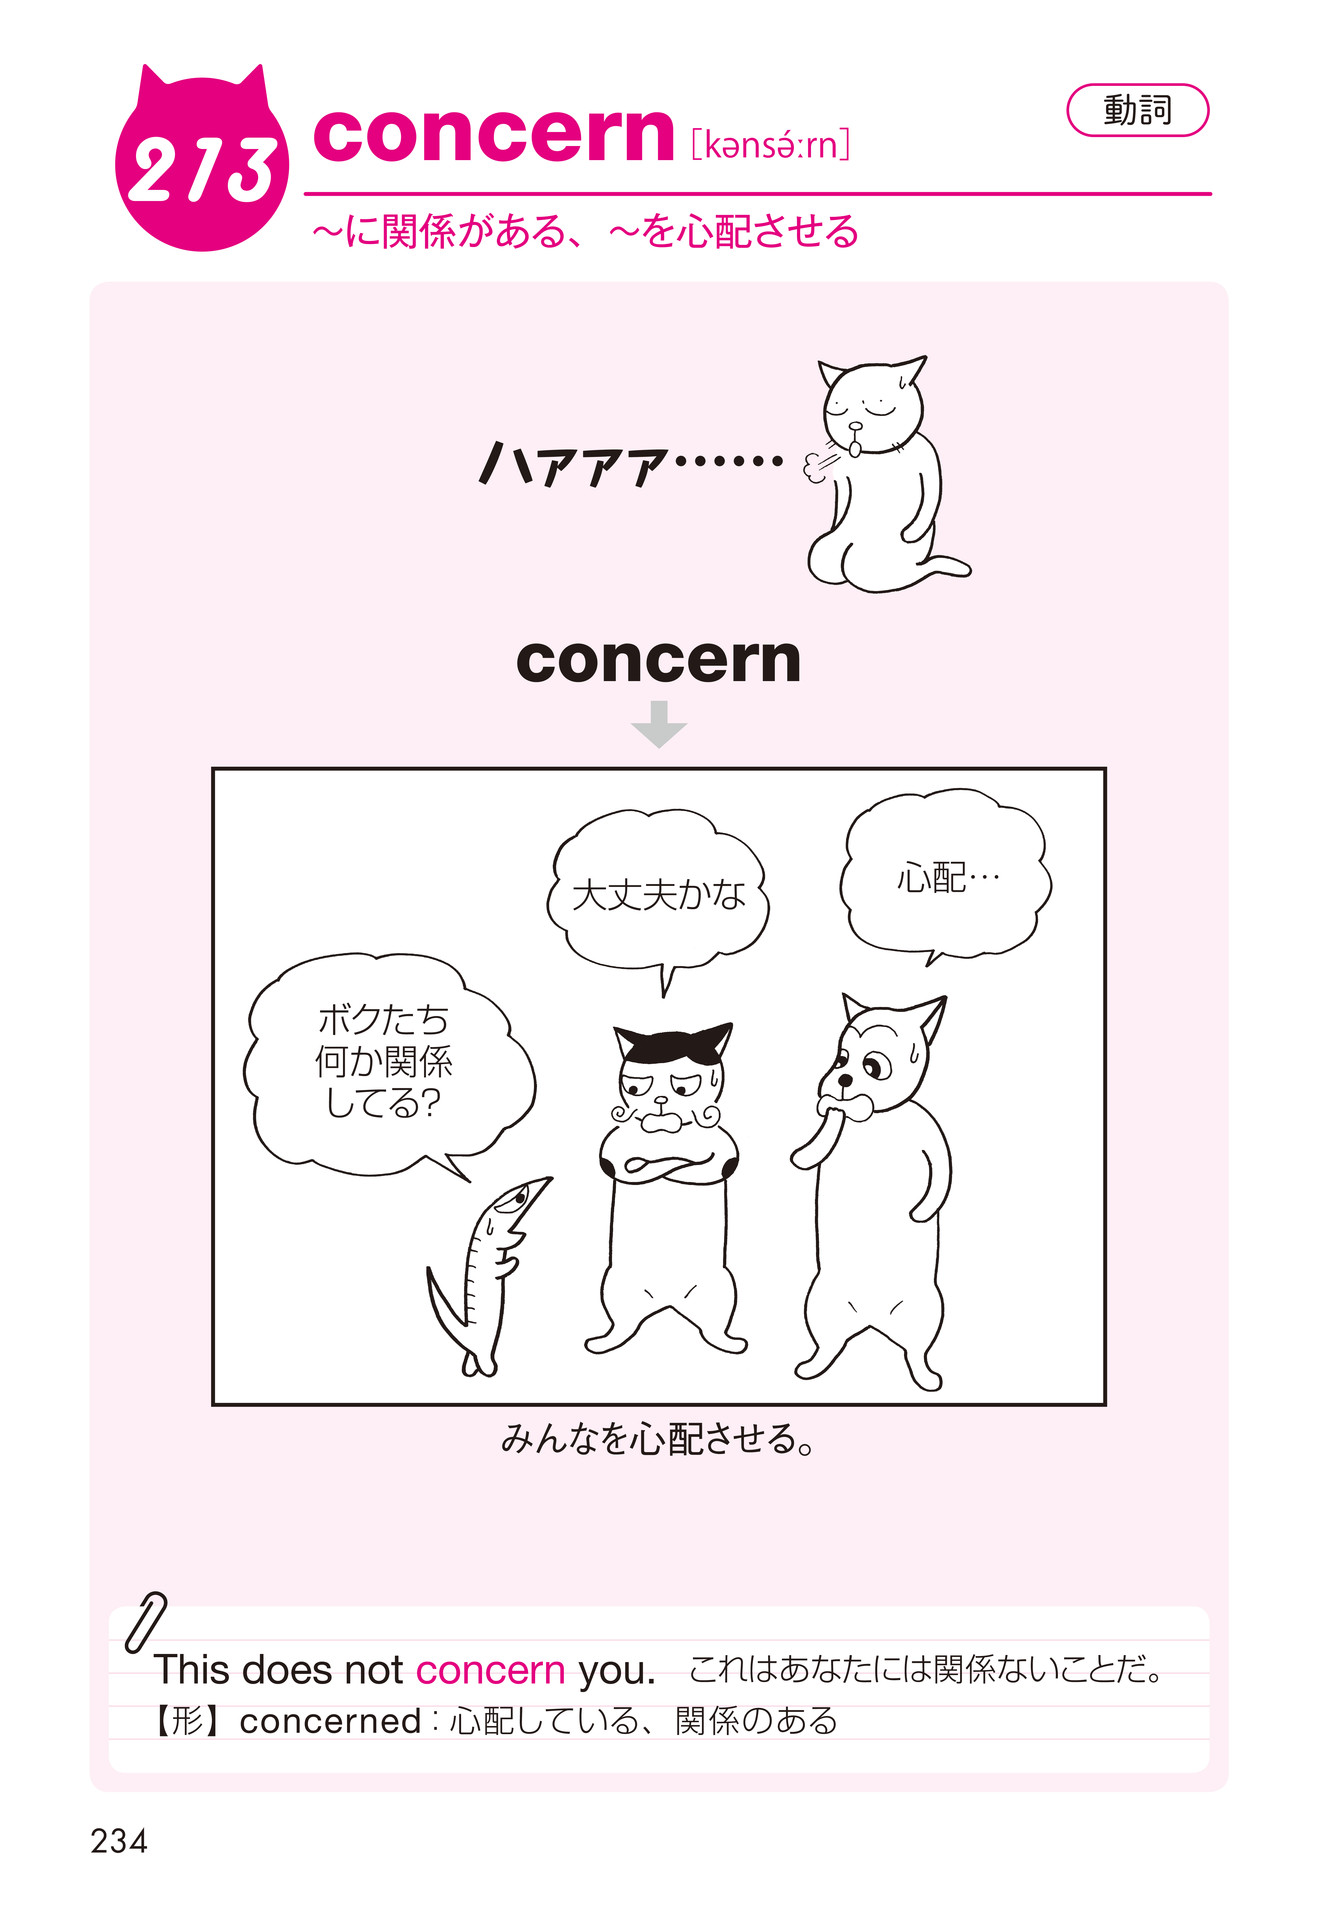 213
concern [kənsə́ːrn]
動詞
～に関係がある、～を心配させる
ハァァァ……
concern
心配…
大丈夫かな
ボクたち
何か関係
してる？
みんなを心配させる。
This does not concern you. これはあなたには関係ないことだ。
【形】concerned：心配している、関係のある
234